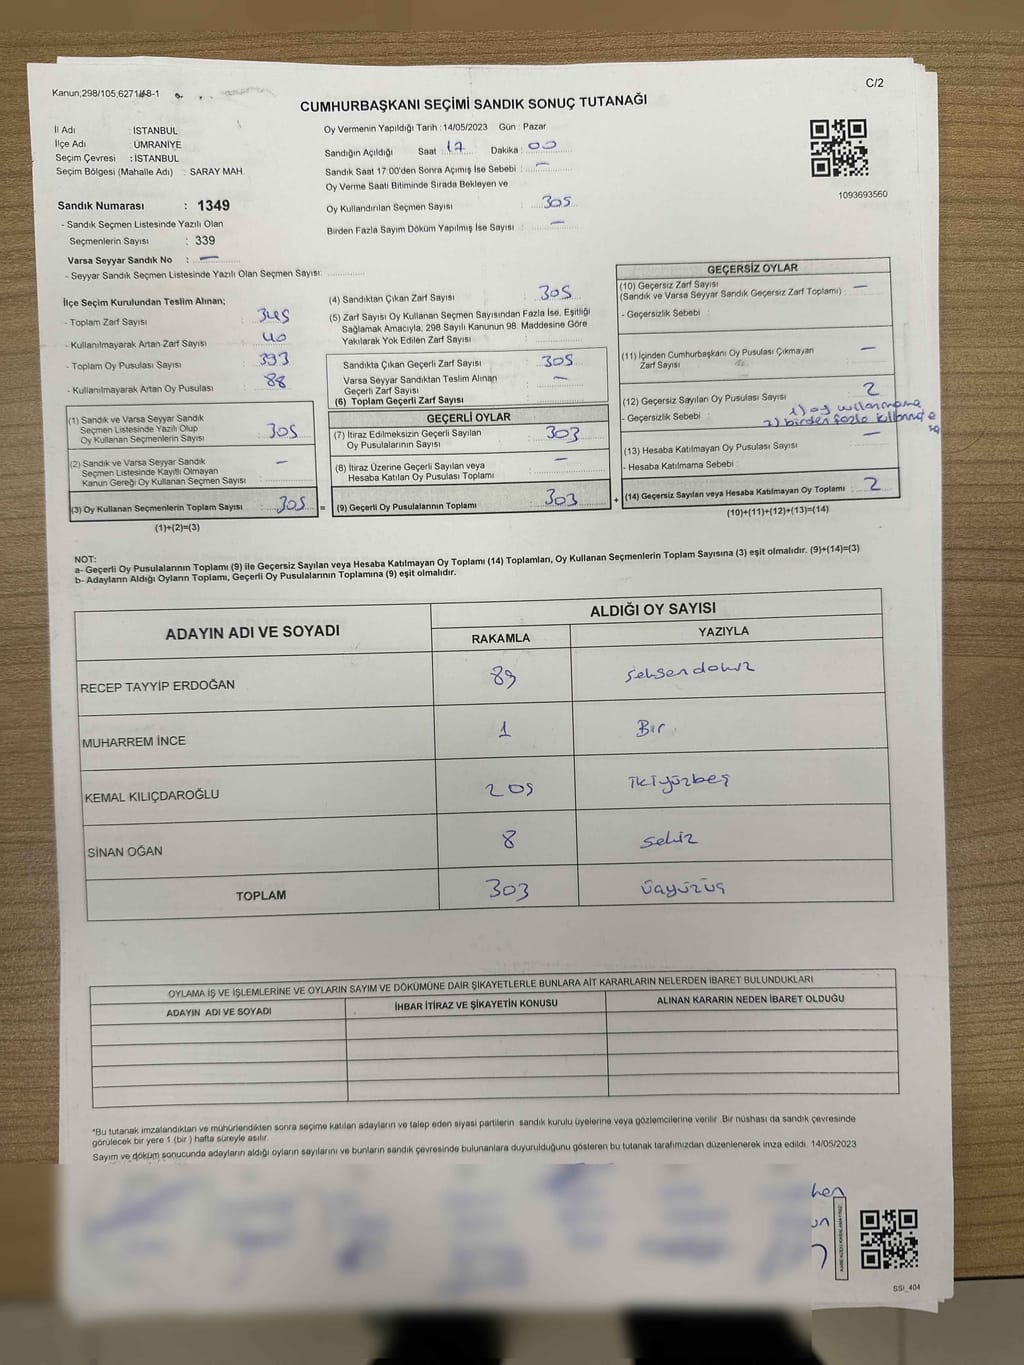 Kanun;298/105;6271/4-8-1
C/2
CUMHURBAŞKANI SEÇİMİ SANDIK SONUÇ TUTANAĞI
İl Adı : İSTANBUL
İlçe Adı : ÜMRANİYE
Seçim Çevresi : İSTANBUL
Seçim Bölgesi (Mahalle Adı) : SARAY MAH.
Sandık Numarası : 1349
- Sandık Seçmen Listesinde Yazılı Olan
Seçmenlerin Sayısı : 339
Varsa Seyyar Sandık No : —
- Seyyar Sandık Seçmen Listesinde Yazılı Olan Seçmen Sayısı:
Oy Vermenin Yapıldığı Tarih : 14/05/2023 Gün : Pazar
Sandığın Açıldığı Saat : 17 Dakika : 00
Sandık Saat 17:00'den Sonra Açımış İse Sebebi : —
Oy Verme Saati Bitiminde Sırada Bekleyen ve
Oy Kullandırılan Seçmen Sayısı : 305
Birden Fazla Sayım Döküm Yapılmış İse Sayısı : —
1093693560
İlçe Seçim Kurulundan Teslim Alınan;
- Toplam Zarf Sayısı : 345
- Kullanılmayarak Artan Zarf Sayısı : 40
- Toplam Oy Pusulası Sayısı : 393
- Kullanılmayarak Artan Oy Pusulası : 88
(1) Sandık ve Varsa Seyyar Sandık
Seçmen Listesinde Yazılı Olup
Oy Kullanan Seçmenlerin Sayısı : 305
(2) Sandık ve Varsa Seyyar Sandık
Seçmen Listesinde Kayıtlı Olmayan
Kanun Gereği Oy Kullanan Seçmen Sayısı : —
(3) Oy Kullanan Seçmenlerin Toplam Sayısı : 305 =
(1)+(2)=(3)
(4) Sandıktan Çıkan Zarf Sayısı : 305
(5) Zarf Sayısı Oy Kullanan Seçmen Sayısından Fazla İse, Eşitliği
Sağlamak Amacıyla, 298 Sayılı Kanunun 98. Maddesine Göre
Yakılarak Yok Edilen Zarf Sayısı :
Sandıkta Çıkan Geçerli Zarf Sayısı : 305
Varsa Seyyar Sandıktan Teslim Alınan
Geçerli Zarf Sayısı : —
(6) Toplam Geçerli Zarf Sayısı :
GEÇERLİ OYLAR
(7) İtiraz Edilmeksizin Geçerli Sayılan
Oy Pusulalarının Sayısı : 303
(8) İtiraz Üzerine Geçerli Sayılan veya
Hesaba Katılan Oy Pusulası Toplamı : —
(9) Geçerli Oy Pusulalarının Toplamı : 303 +
GEÇERSİZ OYLAR
(10) Geçersiz Zarf Sayısı
(Sandık ve Varsa Seyyar Sandık Geçersiz Zarf Toplamı) : —
- Geçersizlik Sebebi :
(11) İçinden Cumhurbaşkanı Oy Pusulası Çıkmayan
Zarf Sayısı : —
(12) Geçersiz Sayılan Oy Pusulası Sayısı : 2
- Geçersizlik Sebebi : 1) oy kullanmama
2) birden fazla kullanma
(13) Hesaba Katılmayan Oy Pusulası Sayısı : —
- Hesaba Katılmama Sebebi :
(14) Geçersiz Sayılan veya Hesaba Katılmayan Oy Toplamı : 2
(10)+(11)+(12)+(13)=(14)
NOT:
a- Geçerli Oy Pusulalarının Toplamı (9) ile Geçersiz Sayılan veya Hesaba Katılmayan Oy Toplamı (14) Toplamları, Oy Kullanan Seçmenlerin Toplam Sayısına (3) eşit olmalıdır. (9)+(14)=(3)
b- Adayların Aldığı Oyların Toplamı, Geçerli Oy Pusulalarının Toplamına (9) eşit olmalıdır.
ADAYIN ADI VE SOYADI
ALDIĞI OY SAYISI
RAKAMLA YAZIYLA
RECEP TAYYİP ERDOĞAN 89 seksendokuz
MUHARREM İNCE 1 Bir
KEMAL KILIÇDAROĞLU 205 ikiyüzbeş
SİNAN OĞAN 8 sekiz
TOPLAM 303 üçyüzüç
OYLAMA İŞ VE İŞLEMLERİNE VE OYLARIN SAYIM VE DÖKÜMÜNE DAİR ŞİKAYETLERLE BUNLARA AİT KARARLARIN NELERDEN İBARET BULUNDUKLARI
ADAYIN ADI VE SOYADI İHBAR İTİRAZ VE ŞİKAYETİN KONUSU ALINAN KARARIN NEDEN İBARET OLDUĞU
*Bu tutanak imzalandıktan ve mühürlendikten sonra seçime katılan adayların ve talep eden siyasi partilerin sandık kurulu üyelerine veya gözlemcilerine verilir. Bir nüshası da sandık çevresinde
görülecek bir yere 1 (bir) hafta süreyle asılır.
Sayım ve döküm sonucunda adayların aldığı oyların sayılarını ve bunların sandık çevresinde bulunanlara duyurulduğunu gösteren bu tutanak tarafımızdan düzenlenerek imza edildi. 14/05/2023
SSİ_404